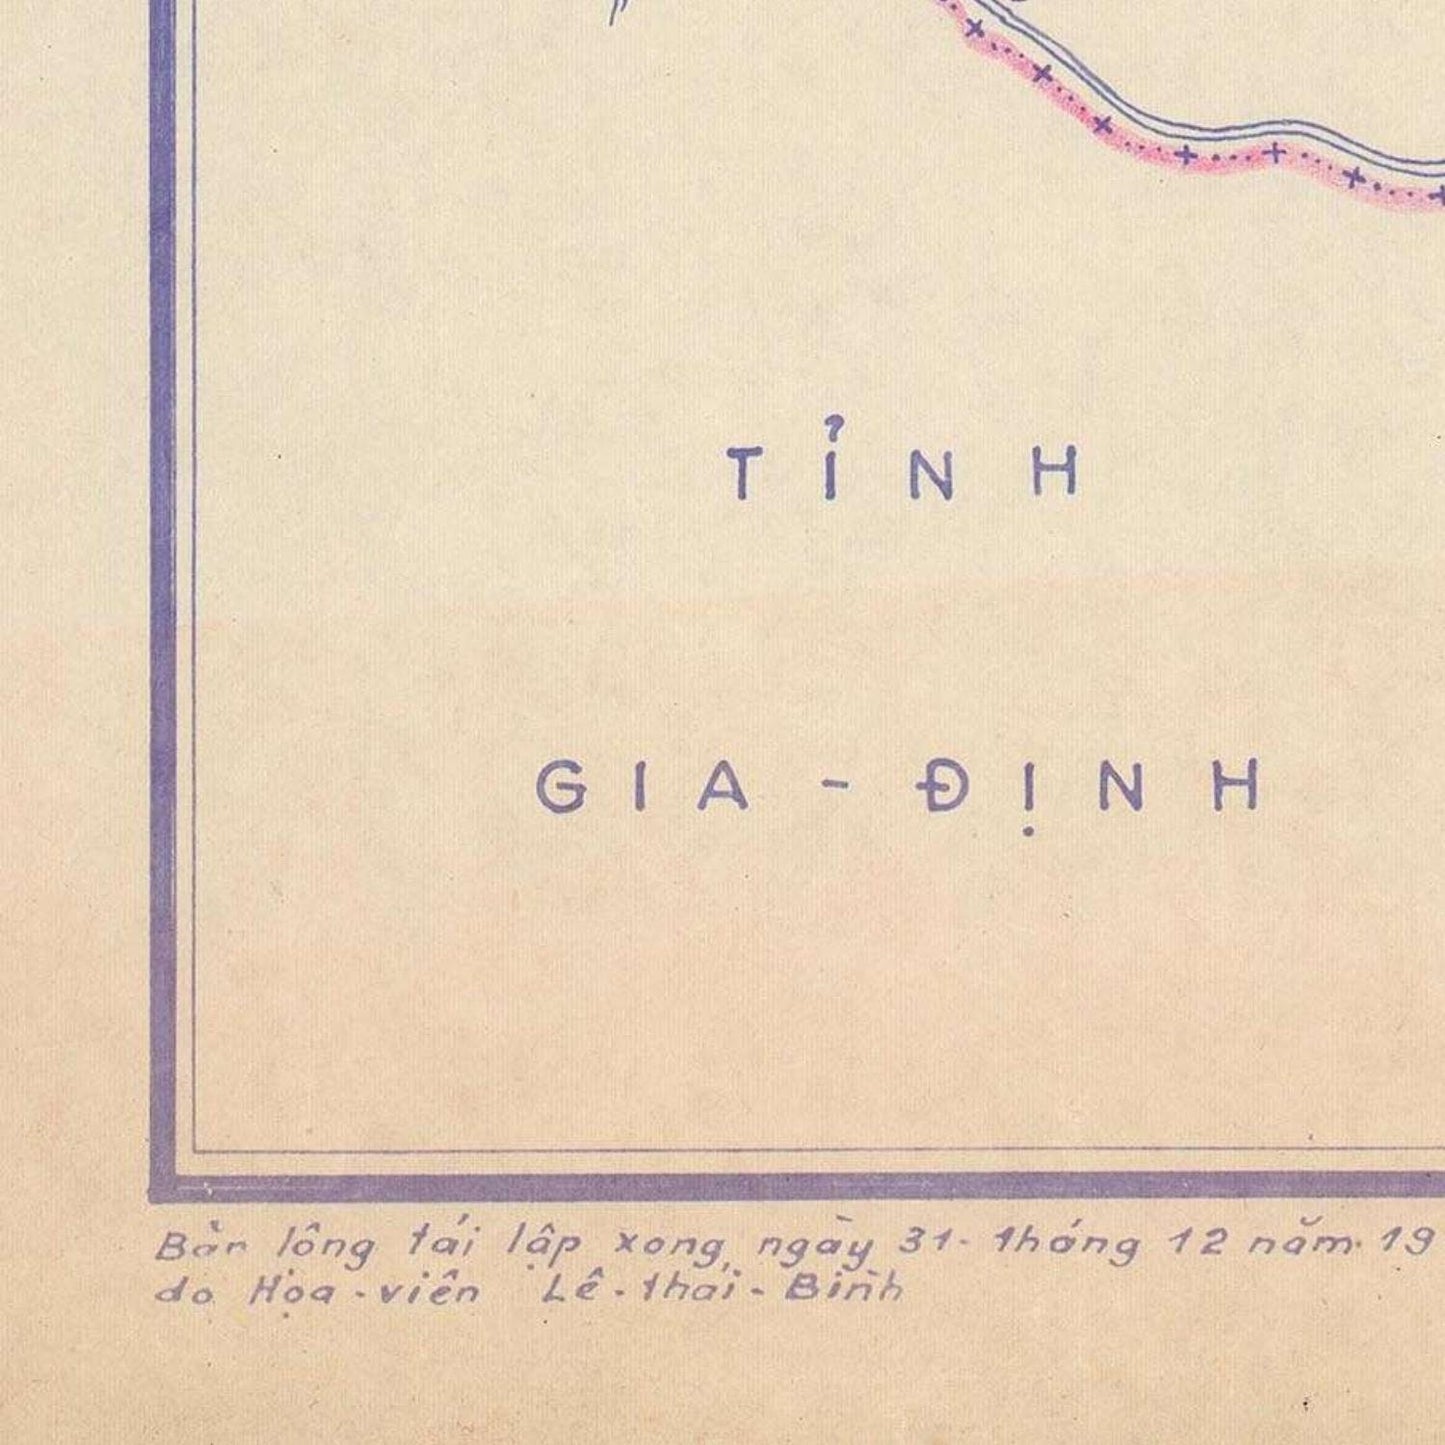 TỈNH
GIA - ĐỊNH
Bản lông tái lập xong, ngày 31- tháng 12 năm 19
do Họa - viên Lê - thái - Bình